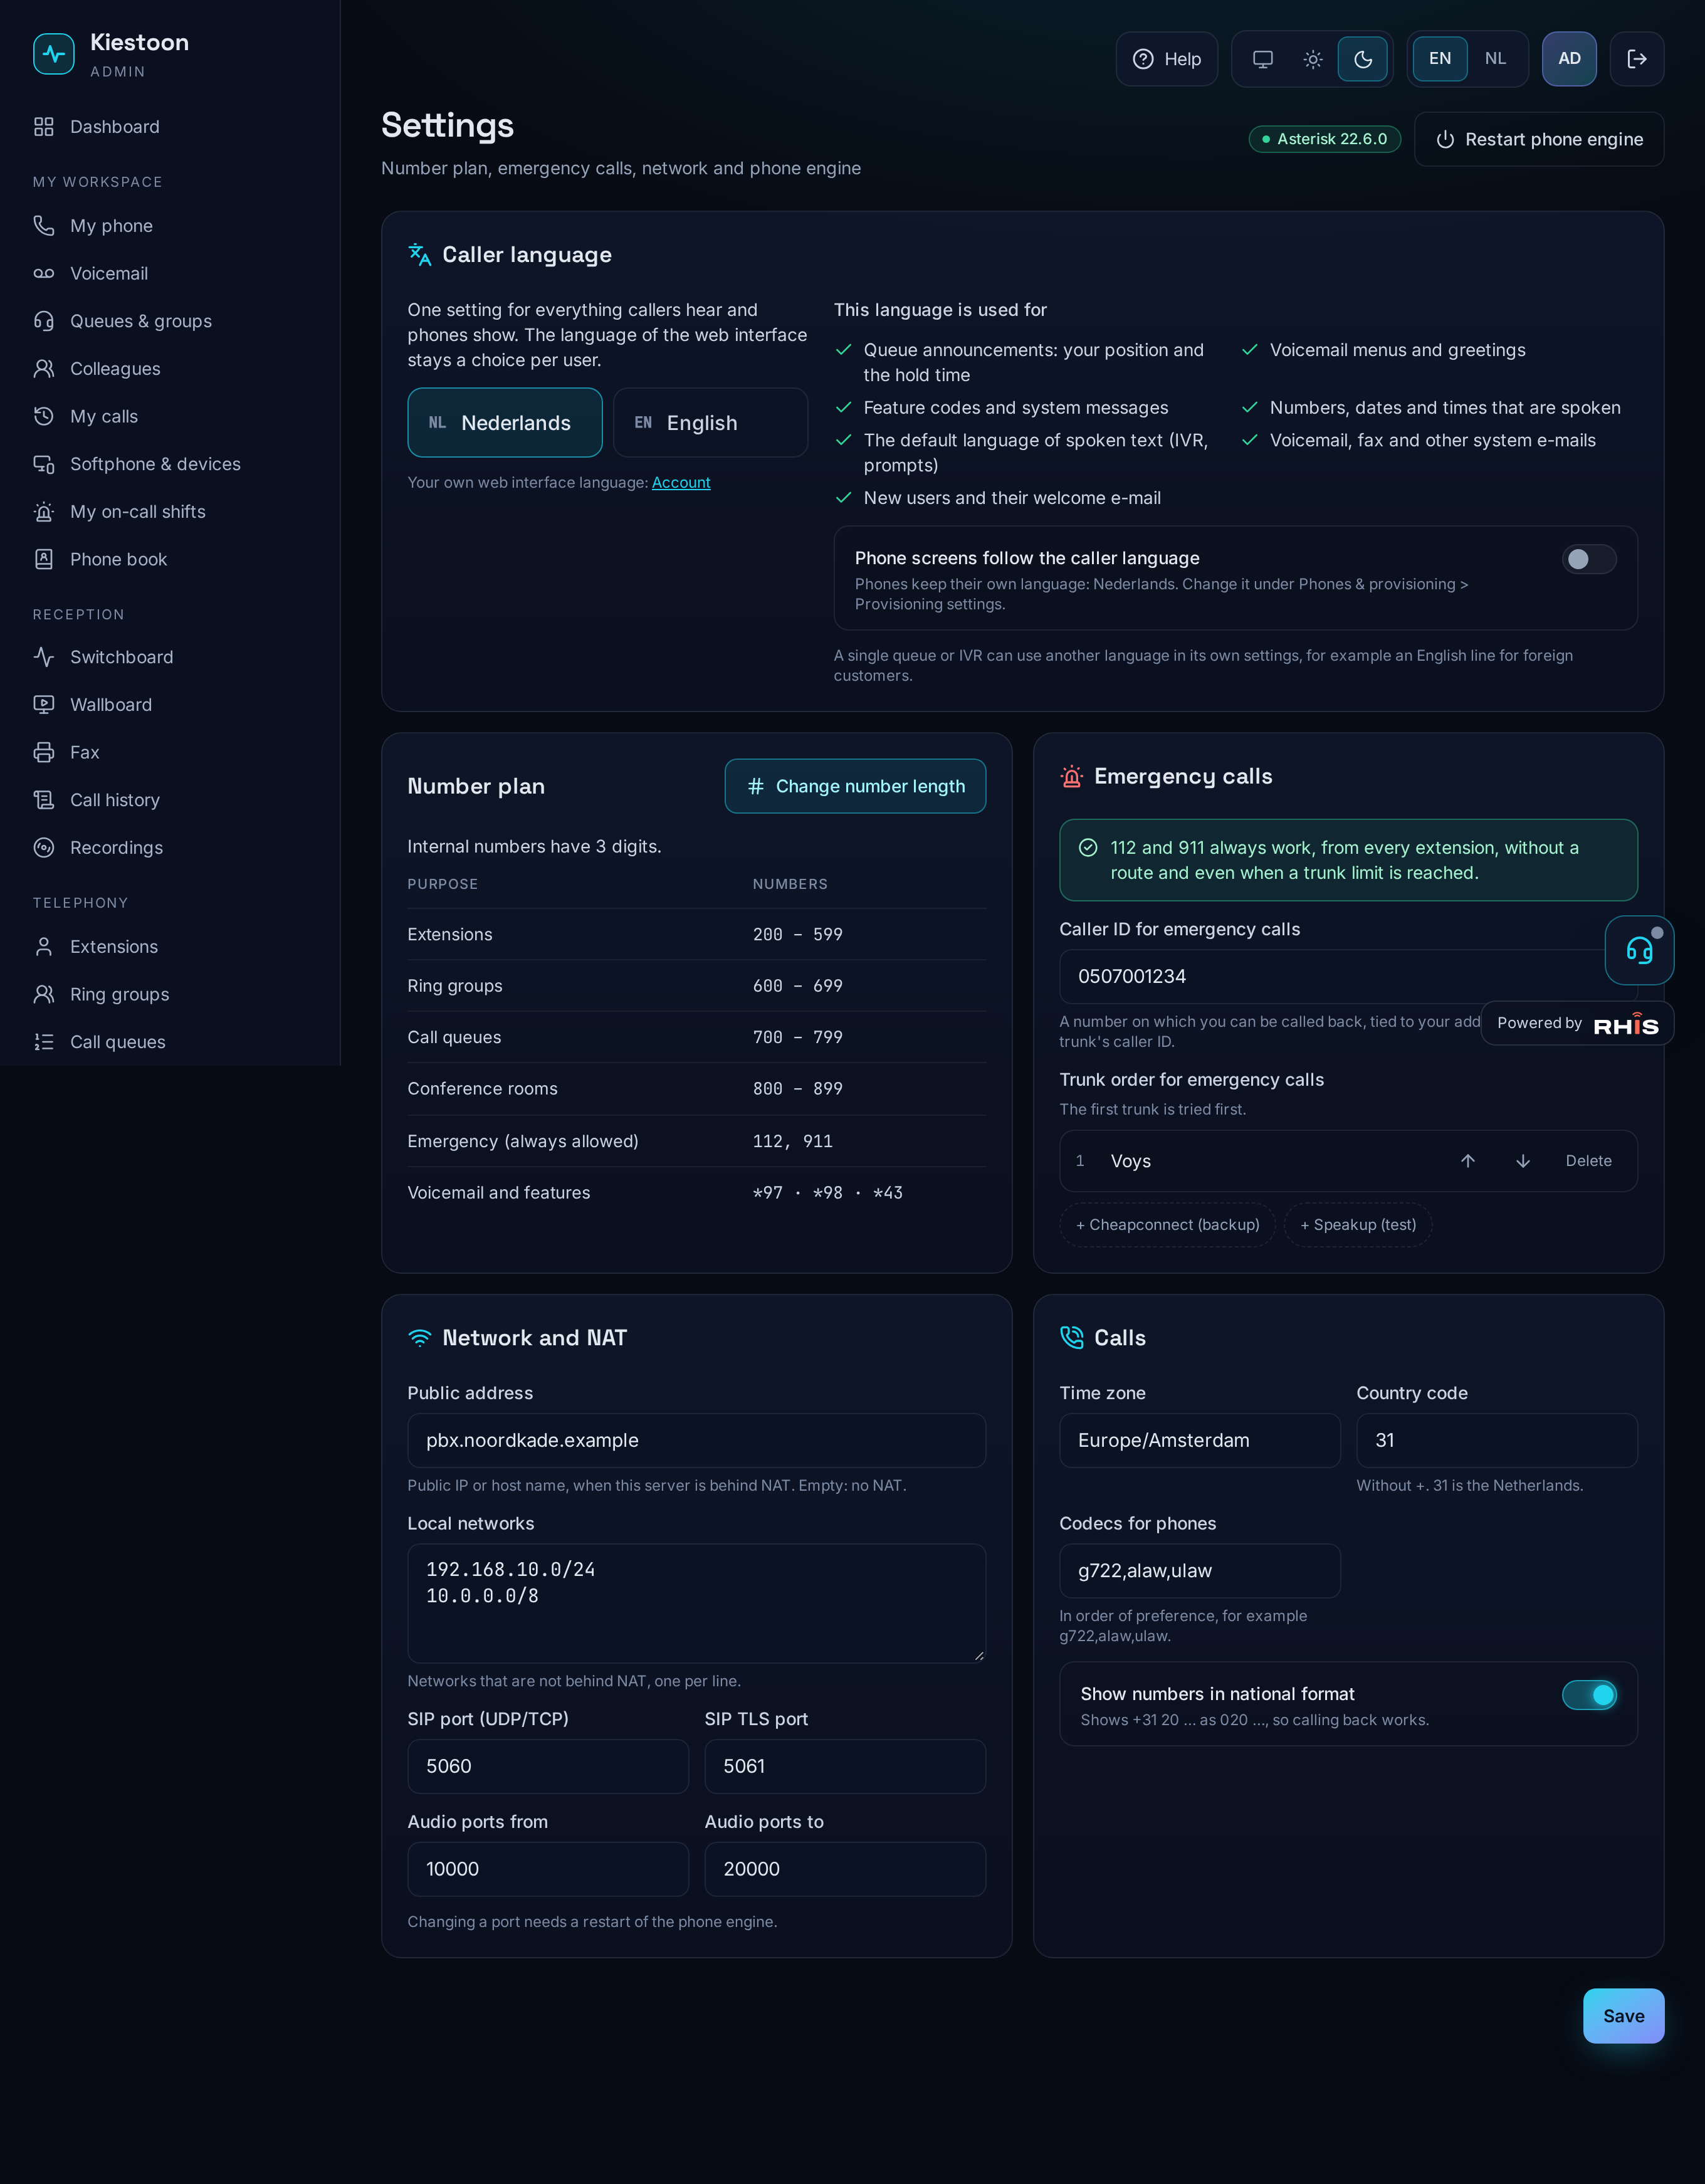 Kiestoon
ADMIN
Dashboard
MY WORKSPACE
My phone
Voicemail
Queues & groups
Colleagues
My calls
Softphone & devices
My on-call shifts
Phone book
RECEPTION
Switchboard
Wallboard
Fax
Call history
Recordings
TELEPHONY
Extensions
Ring groups
Call queues
Help
EN
NL
AD
Settings
Number plan, emergency calls, network and phone engine
Asterisk 22.6.0
Restart phone engine
Caller language
One setting for everything callers hear and
phones show. The language of the web interface
stays a choice per user.
NL Nederlands
EN English
Your own web interface language: Account
This language is used for
Queue announcements: your position and
the hold time
Voicemail menus and greetings
Feature codes and system messages
Numbers, dates and times that are spoken
The default language of spoken text (IVR,
prompts)
Voicemail, fax and other system e-mails
New users and their welcome e-mail
Phone screens follow the caller language
Phones keep their own language: Nederlands. Change it under Phones & provisioning >
Provisioning settings.
A single queue or IVR can use another language in its own settings, for example an English line for foreign
customers.
Number plan
Change number length
Internal numbers have 3 digits.
PURPOSE NUMBERS
Extensions 200 – 599
Ring groups 600 – 699
Call queues 700 – 799
Conference rooms 800 – 899
Emergency (always allowed) 112, 911
Voicemail and features *97 · *98 · *43
Emergency calls
112 and 911 always work, from every extension, without a
route and even when a trunk limit is reached.
Caller ID for emergency calls
0507001234
A number on which you can be called back, tied to your add
trunk's caller ID.
Powered by RHiS
Trunk order for emergency calls
The first trunk is tried first.
1 Voys Delete
+ Cheapconnect (backup)
+ Speakup (test)
Network and NAT
Public address
pbx.noordkade.example
Public IP or host name, when this server is behind NAT. Empty: no NAT.
Local networks
192.168.10.0/24
10.0.0.0/8
Networks that are not behind NAT, one per line.
SIP port (UDP/TCP) SIP TLS port
5060 5061
Audio ports from Audio ports to
10000 20000
Changing a port needs a restart of the phone engine.
Calls
Time zone Country code
Europe/Amsterdam 31
Without +. 31 is the Netherlands.
Codecs for phones
g722,alaw,ulaw
In order of preference, for example
g722,alaw,ulaw.
Show numbers in national format
Shows +31 20 ... as 020 ..., so calling back works.
Save